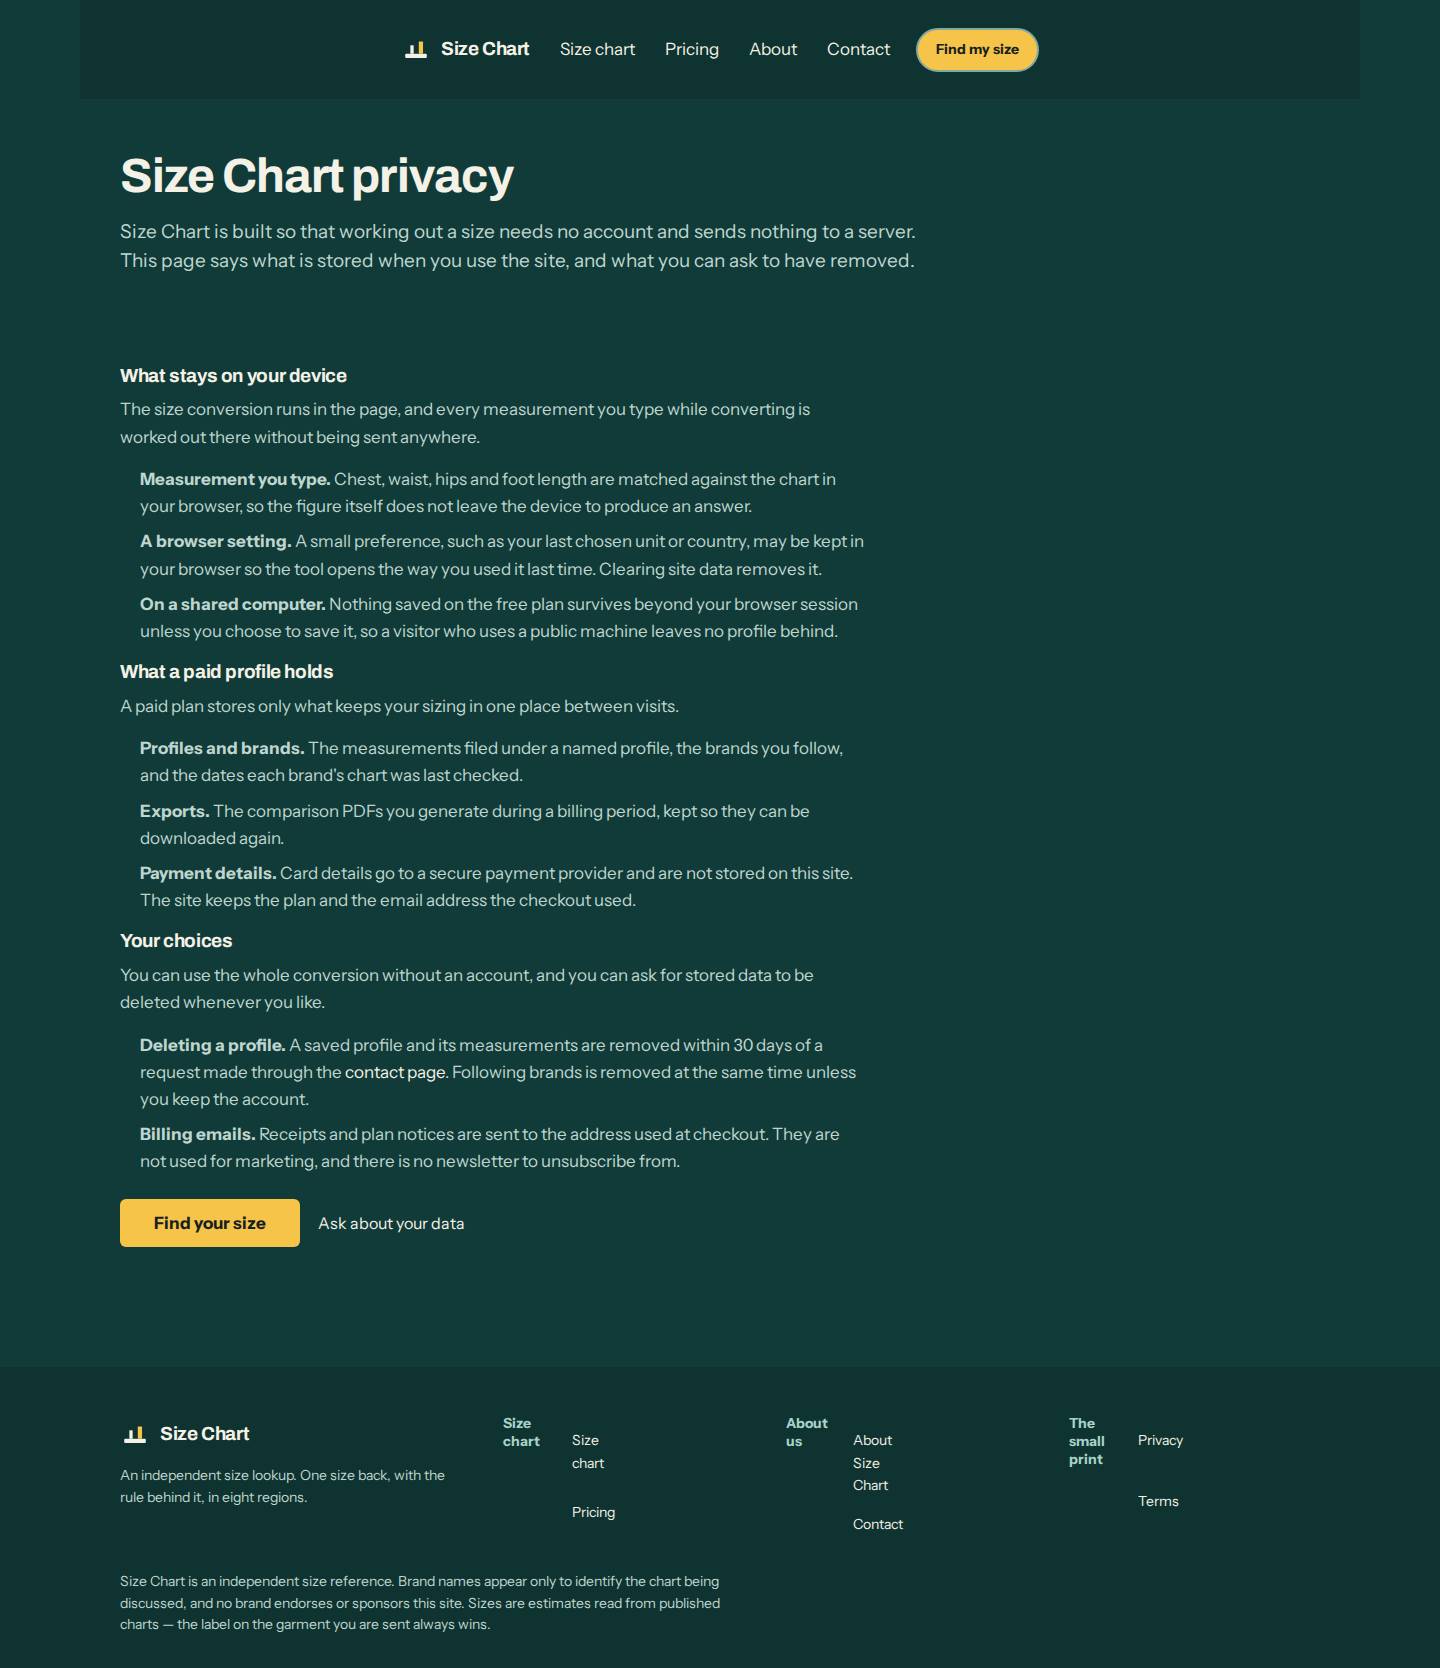 Size Chart Size chart Pricing About Contact Find my size
Size Chart privacy
Size Chart is built so that working out a size needs no account and sends nothing to a server.
This page says what is stored when you use the site, and what you can ask to have removed.
What stays on your device
The size conversion runs in the page, and every measurement you type while converting is
worked out there without being sent anywhere.
Measurement you type. Chest, waist, hips and foot length are matched against the chart in
your browser, so the figure itself does not leave the device to produce an answer.
A browser setting. A small preference, such as your last chosen unit or country, may be kept in
your browser so the tool opens the way you used it last time. Clearing site data removes it.
On a shared computer. Nothing saved on the free plan survives beyond your browser session
unless you choose to save it, so a visitor who uses a public machine leaves no profile behind.
What a paid profile holds
A paid plan stores only what keeps your sizing in one place between visits.
Profiles and brands. The measurements filed under a named profile, the brands you follow,
and the dates each brand's chart was last checked.
Exports. The comparison PDFs you generate during a billing period, kept so they can be
downloaded again.
Payment details. Card details go to a secure payment provider and are not stored on this site.
The site keeps the plan and the email address the checkout used.
Your choices
You can use the whole conversion without an account, and you can ask for stored data to be
deleted whenever you like.
Deleting a profile. A saved profile and its measurements are removed within 30 days of a
request made through the contact page. Following brands is removed at the same time unless
you keep the account.
Billing emails. Receipts and plan notices are sent to the address used at checkout. They are
not used for marketing, and there is no newsletter to unsubscribe from.
Find your size Ask about your data
Size Chart
An independent size lookup. One size back, with the
rule behind it, in eight regions.
Size
chart
Size
chart
Pricing
About
us
About
Size
Chart
Contact
The
small
print
Privacy
Terms
Size Chart is an independent size reference. Brand names appear only to identify the chart being
discussed, and no brand endorses or sponsors this site. Sizes are estimates read from published
charts — the label on the garment you are sent always wins.